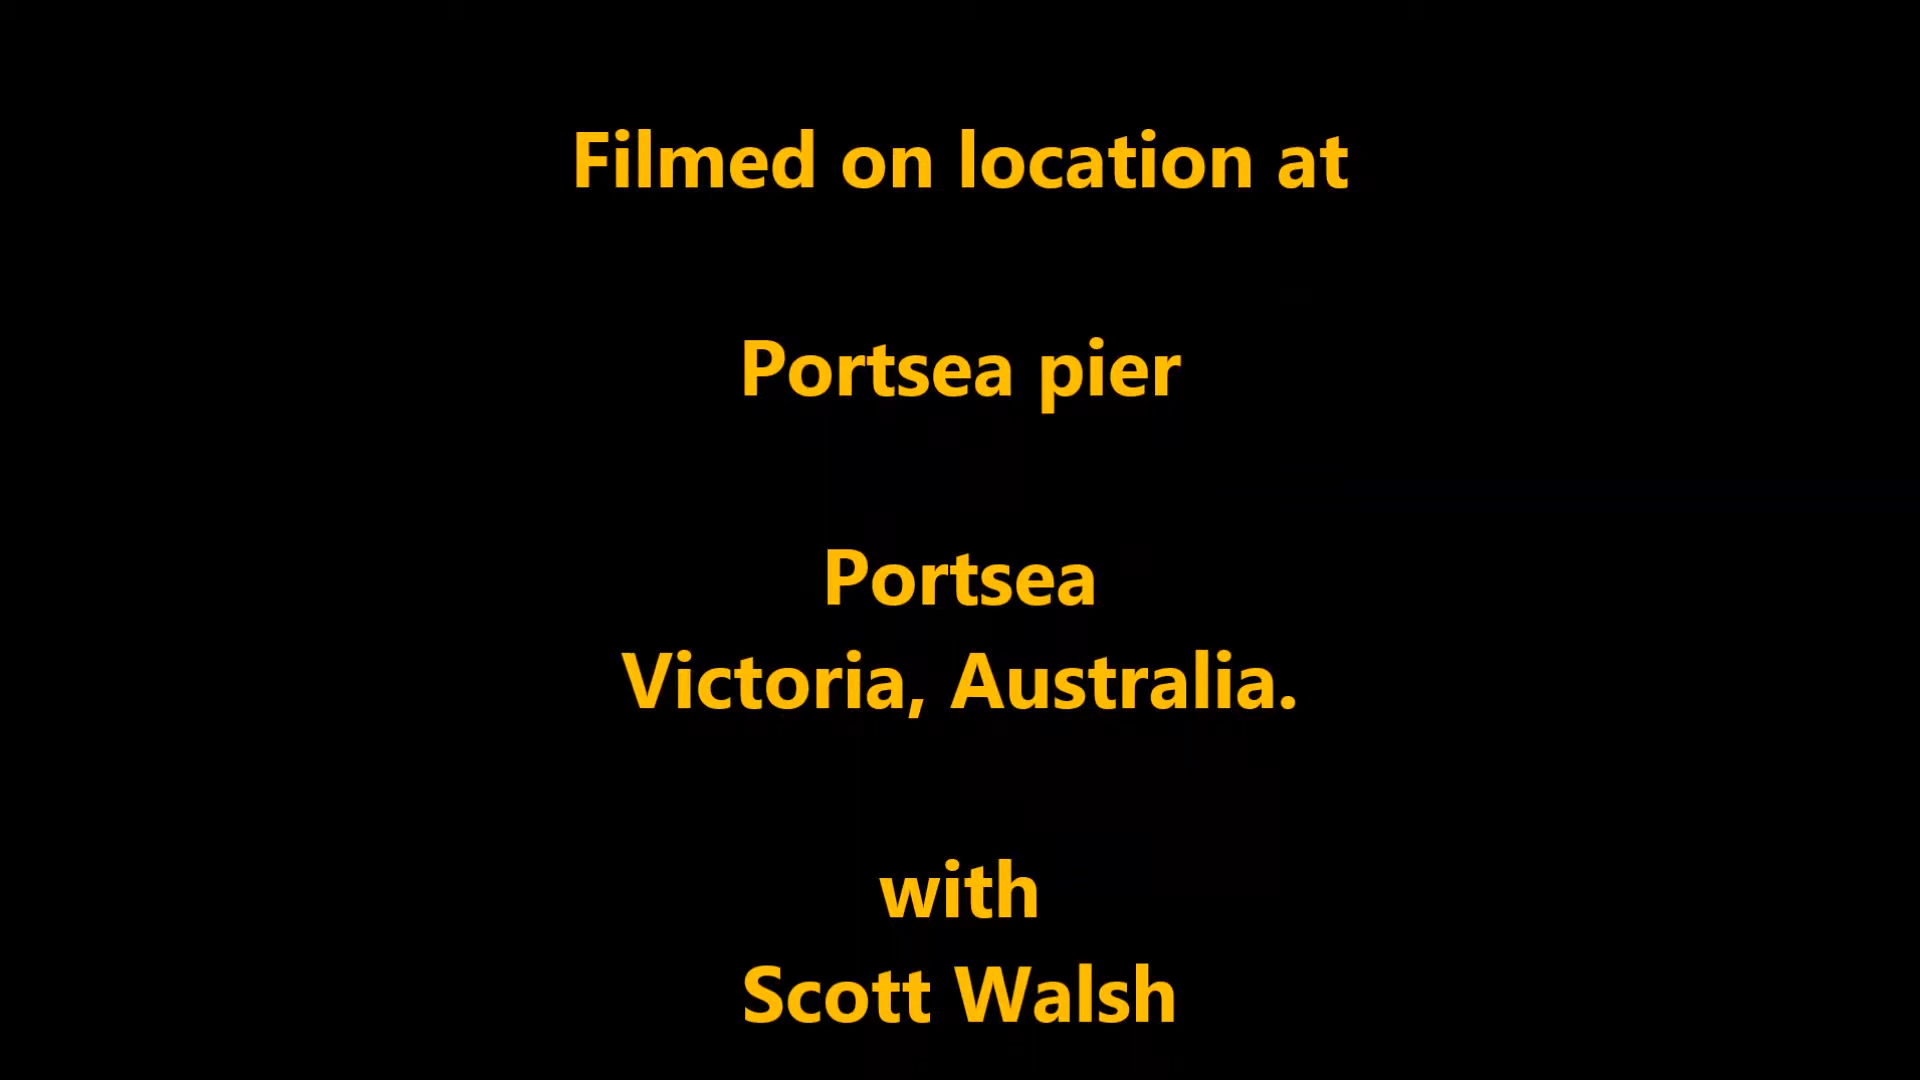 Filmed on location at
Portsea pier
Portsea
Victoria, Australia.
with
Scott Walsh